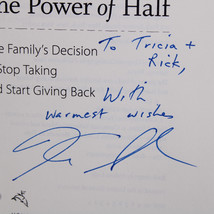 he Power of Half
e Family's Decision
To Tricia +
Rick,
Stop Taking
d Start Giving Back
With
warmest wishes